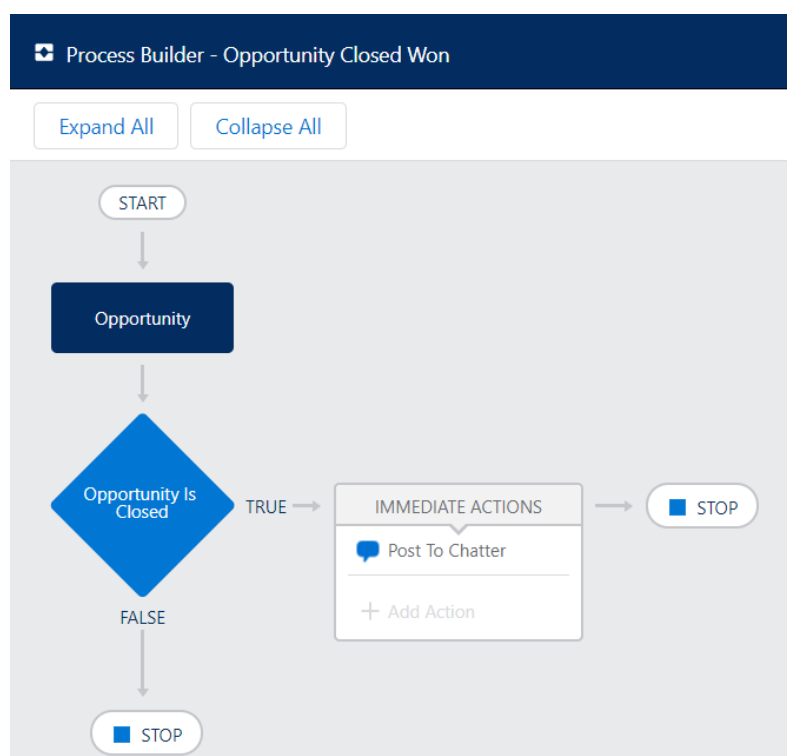 Process Builder - Opportunity Closed Won
Expand All
Collapse All
START
Opportunity
Opportunity Is
Closed
TRUE
IMMEDIATE ACTIONS
STOP
Post To Chatter
+ Add Action
FALSE
STOP